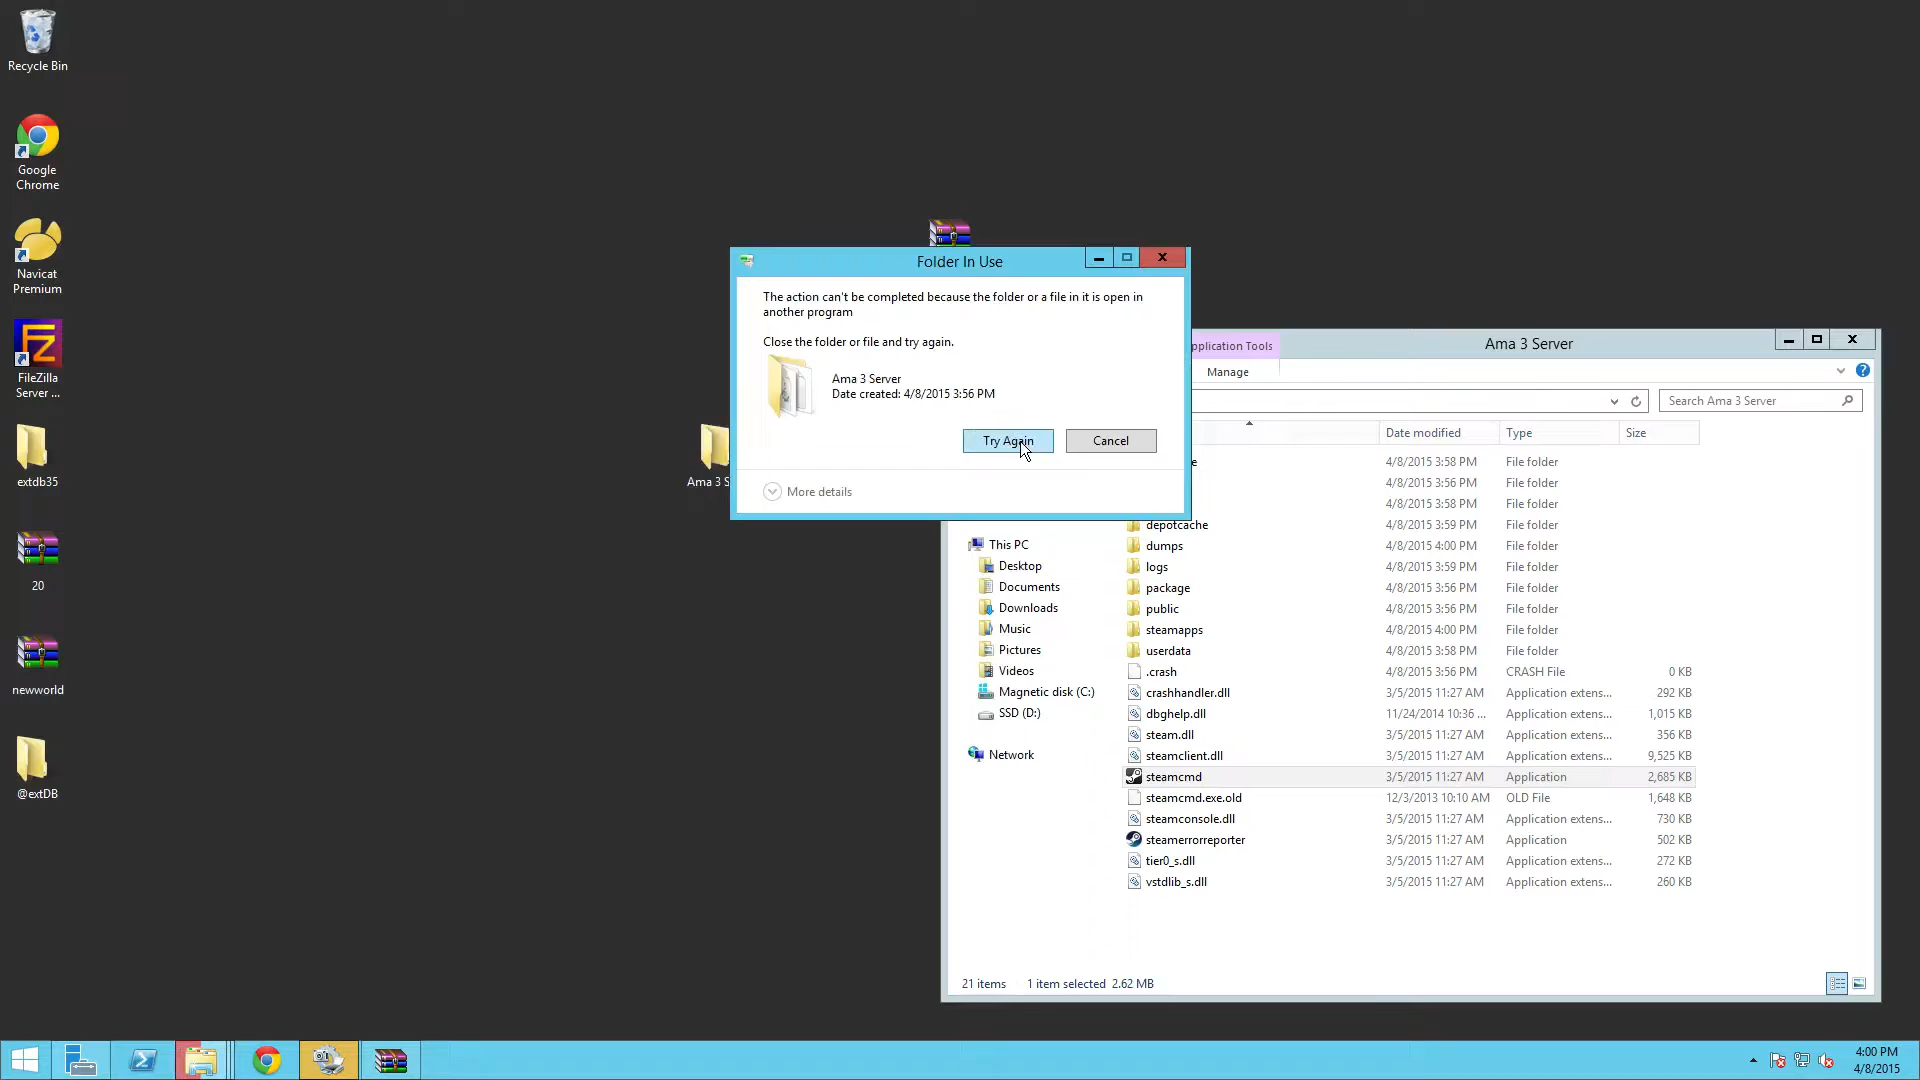 Recycle Bin
Google
Chrome
Navicat
Premium
FileZilla
Server ...
extdb35
20
newworld
@extDB
Ama 3 S
Folder In Use
The action can't be completed because the folder or a file in it is open in
another program
Close the folder or file and try again.
Ama 3 Server
Date created: 4/8/2015 3:56 PM
Try Again
Cancel
More details
pplication Tools
Ama 3 Server
Manage
Search Ama 3 Server
Date modified
Type
Size
e
4/8/2015 3:58 PM
File folder
4/8/2015 3:56 PM
File folder
4/8/2015 3:58 PM
File folder
depotcache
4/8/2015 3:59 PM
File folder
dumps
4/8/2015 4:00 PM
File folder
logs
4/8/2015 3:59 PM
File folder
package
4/8/2015 3:56 PM
File folder
public
4/8/2015 3:56 PM
File folder
steamapps
4/8/2015 4:00 PM
File folder
userdata
4/8/2015 3:58 PM
File folder
.crash
4/8/2015 3:56 PM
CRASH File
0 KB
crashhandler.dll
3/5/2015 11:27 AM
Application extens...
292 KB
dbghelp.dll
11/24/2014 10:36 ...
Application extens...
1,015 KB
steam.dll
3/5/2015 11:27 AM
Application extens...
356 KB
steamclient.dll
3/5/2015 11:27 AM
Application extens...
9,525 KB
steamcmd
3/5/2015 11:27 AM
Application
2,685 KB
steamcmd.exe.old
12/3/2013 10:10 AM
OLD File
1,648 KB
steamconsole.dll
3/5/2015 11:27 AM
Application extens...
730 KB
steamerrorreporter
3/5/2015 11:27 AM
Application
502 KB
tier0_s.dll
3/5/2015 11:27 AM
Application extens...
272 KB
vstdlib_s.dll
3/5/2015 11:27 AM
Application extens...
260 KB
This PC
Desktop
Documents
Downloads
Music
Pictures
Videos
Magnetic disk (C:)
SSD (D:)
Network
21 items
1 item selected 2.62 MB
4:00 PM
4/8/2015